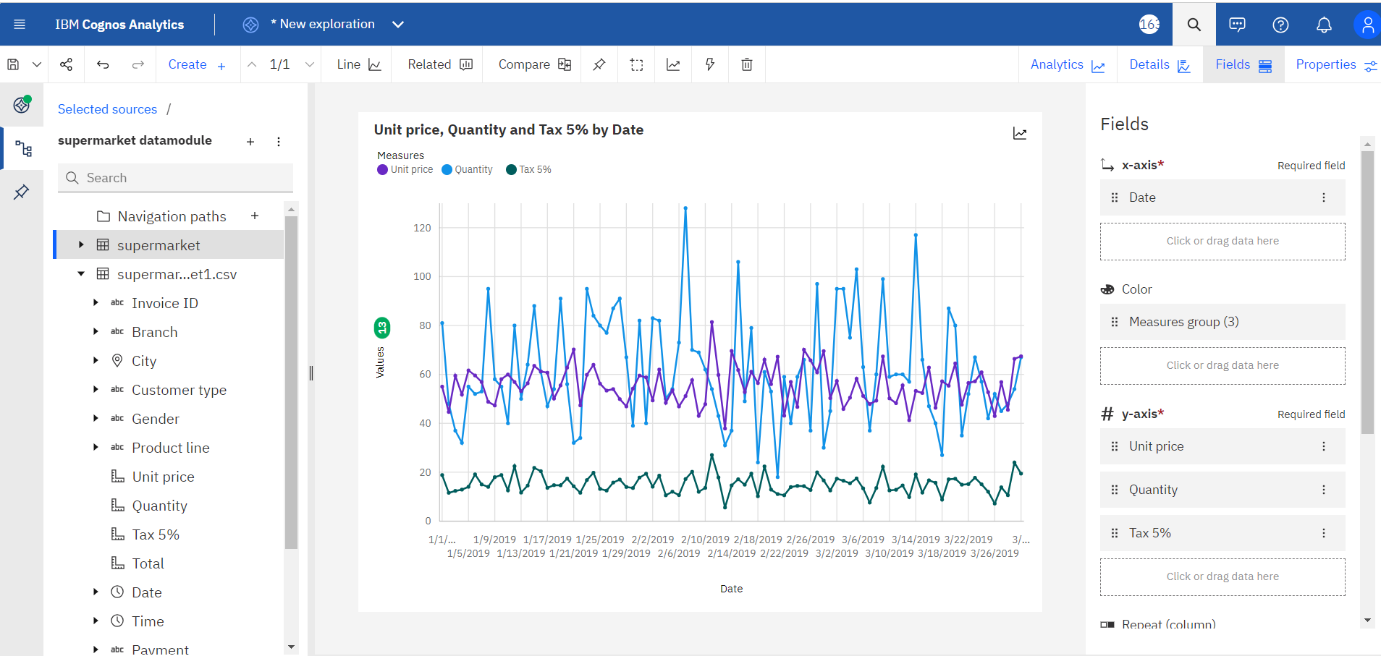 IBM Cognos Analytics
* New exploration
163
Create +
1/1
Line
Related
Compare
Analytics
Details
Fields
Properties
Selected sources /
supermarket datamodule
Search
Navigation paths
supermarket
supermar...et1.csv
abc Invoice ID
abc Branch
City
abc Customer type
abc Gender
abc Product line
Unit price
Quantity
Tax 5%
Total
Date
Time
abc Payment
Unit price, Quantity and Tax 5% by Date
Measures
Unit price Quantity Tax 5%
120
100
80
60
40
20
0
13
Values
1/1/... 1/9/2019 1/17/2019 1/25/2019 2/2/2019 2/10/2019 2/18/2019 2/26/2019 3/6/2019 3/14/2019 3/22/2019 3/...
1/5/2019 1/13/2019 1/21/2019 1/29/2019 2/6/2019 2/14/2019 2/22/2019 3/2/2019 3/10/2019 3/18/2019 3/26/2019
Date
Fields
x-axis* Required field
Date
Click or drag data here
Color
Measures group (3)
Click or drag data here
# y-axis* Required field
Unit price
Quantity
Tax 5%
Click or drag data here
Repeat (column)